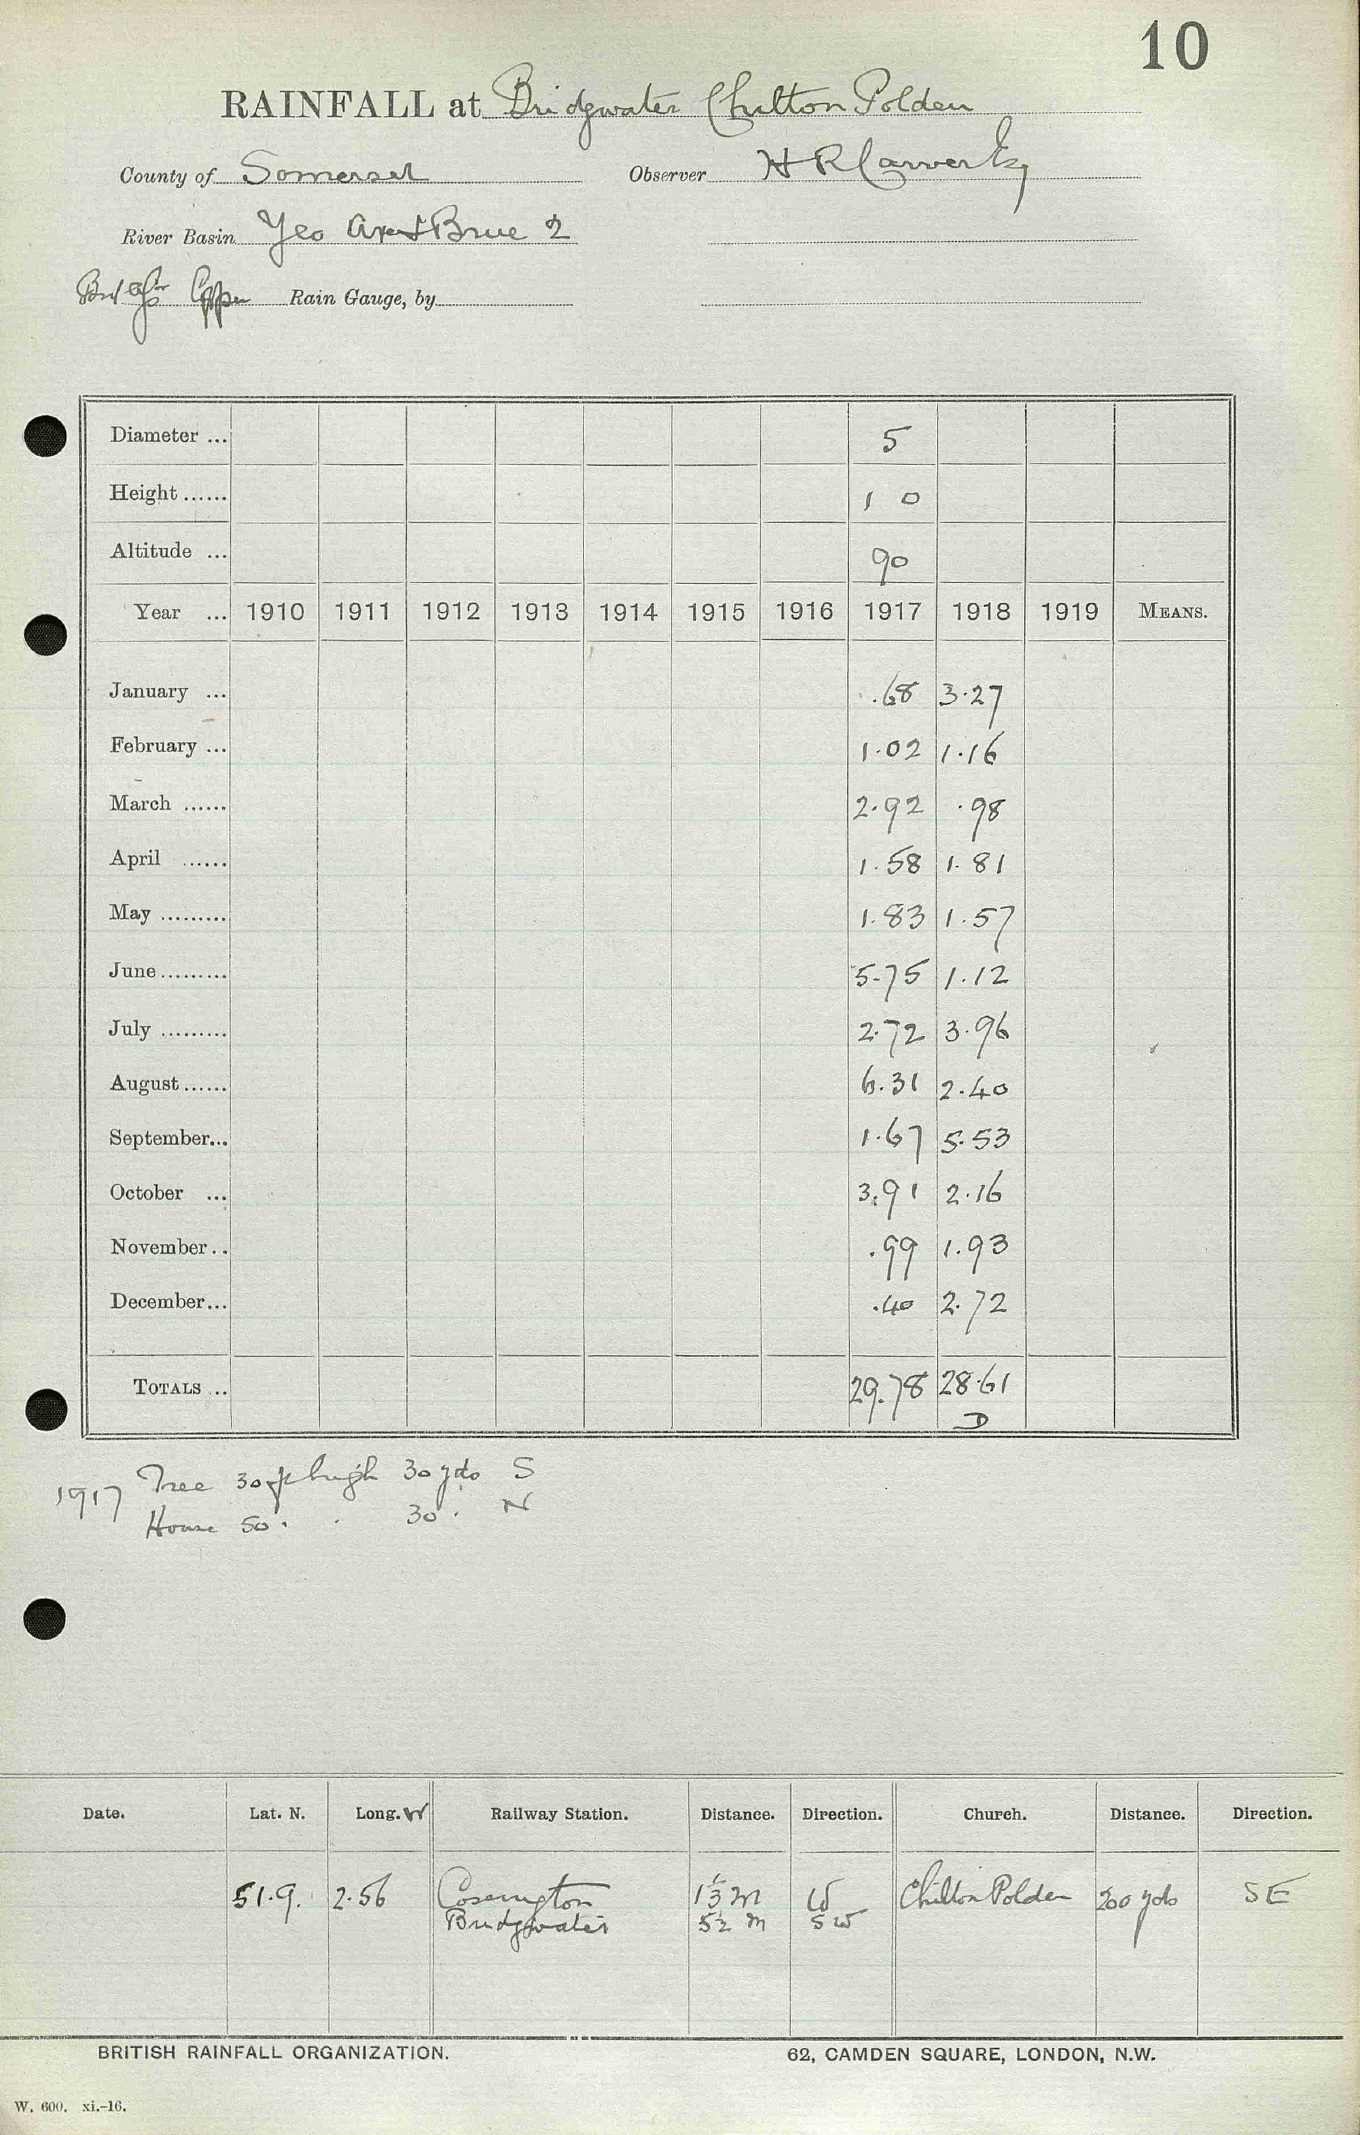 10
RAINFALL at Bridgwater Chilton Polden
County of Somerset Observer H R Carver Esq
River Basin Yeo Axe & Brue 2
Rain Gauge, by
Diameter ... 5
Height ...... 1 0
Altitude ... 90
Year ... 1910 1911 1912 1913 1914 1915 1916 1917 1918 1919 MEANS.
January ... .68 3.27
February ... 1.02 1.16
March ...... 2.92 .98
April ...... 1.58 1.81
May ......... 1.83 1.57
June......... 5.75 1.12
July ......... 2.72 3.96
August...... 6.31 2.40
September... 1.67 5.53
October ... 3.91 2.16
November.. .99 1.93
December... .40 2.72
TOTALS ... 29.78 28.61
D
1917 Tree 30 ft high 30 yds S
House 50 . . 30 . N
Date. Lat. N. Long. W Railway Station. Distance. Direction. Church. Distance. Direction.
51.9. 2.56 Cossington 1⅓ m W Chilton Polden 200 yds SE
Bridgwater 5½ m SW
BRITISH RAINFALL ORGANIZATION. 62, CAMDEN SQUARE, LONDON, N.W.
W. 600. xi.-16.